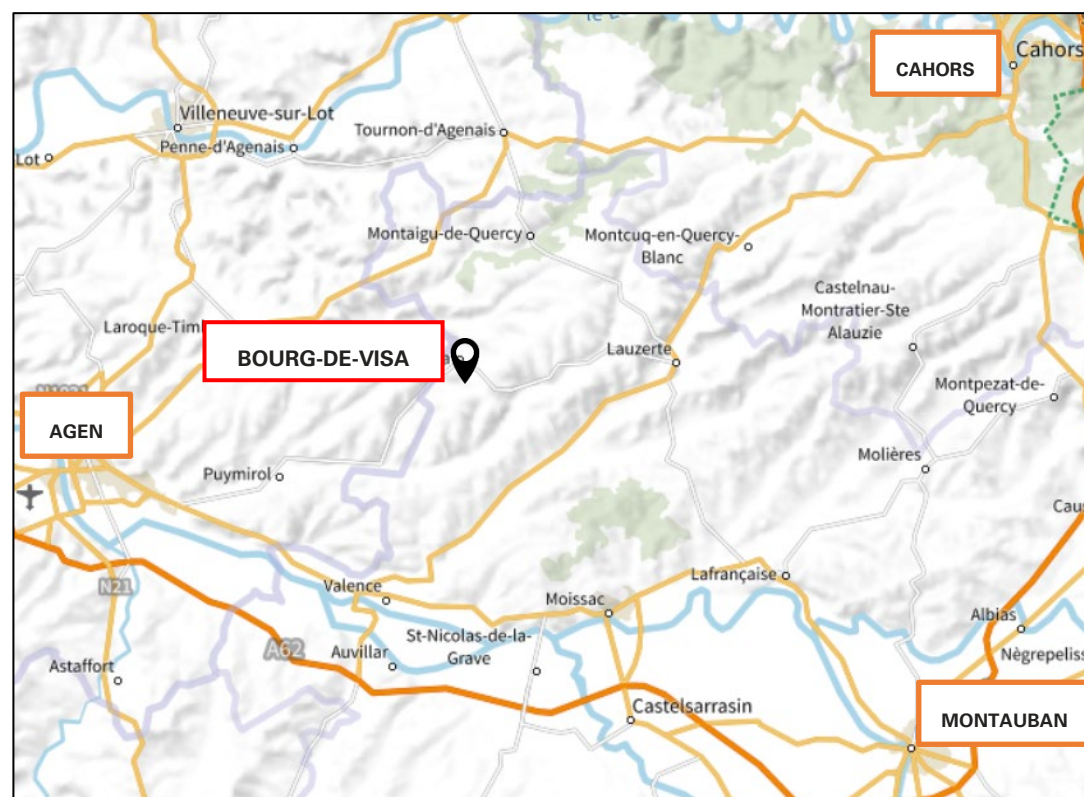 CAHORS
Cahors
Villeneuve-sur-Lot
Tournon-d'Agenais
Penne-d'Agenais
Lot
Montaigu-de-Quercy
Montcuq-en-Quercy-
Blanc
Castelnau-
Montratier-Ste
Alauzie
Laroque-Timb
BOURG-DE-VISA
Lauzerte
Montpezat-de-
Quercy
AGEN
Puymirol
Molières
Caus
N21
Valence
Moissac
Lafrançaise
Albias
St-Nicolas-de-la-
Grave
A62
Auvillar
Nègrepeliss
Astaffort
Castelsarrasin
MONTAUBAN